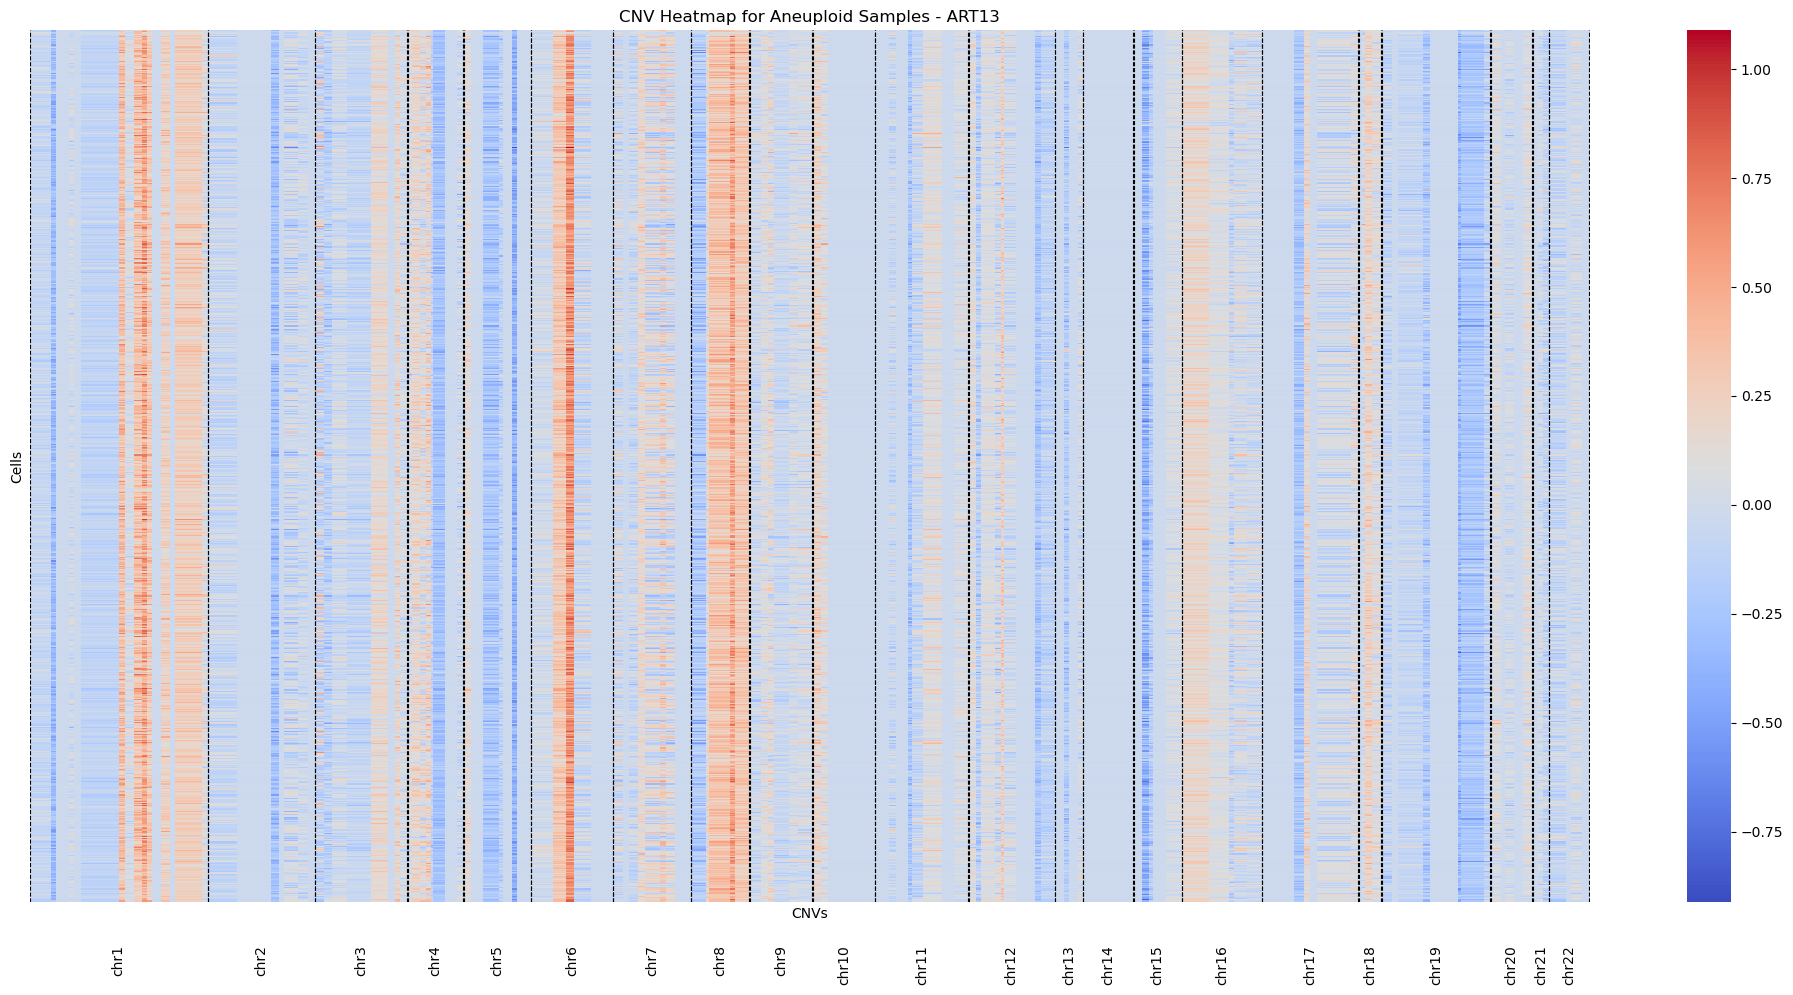 CNV Heatmap for Aneuploid Samples - ART13
Cells
CNVs
chr1
chr2
chr3
chr4
chr5
chr6
chr7
chr8
chr9
chr10
chr11
chr12
chr13
chr14
chr15
chr16
chr17
chr18
chr19
chr20
chr21
chr22
1.00
0.75
0.50
0.25
0.00
−0.25
−0.50
−0.75